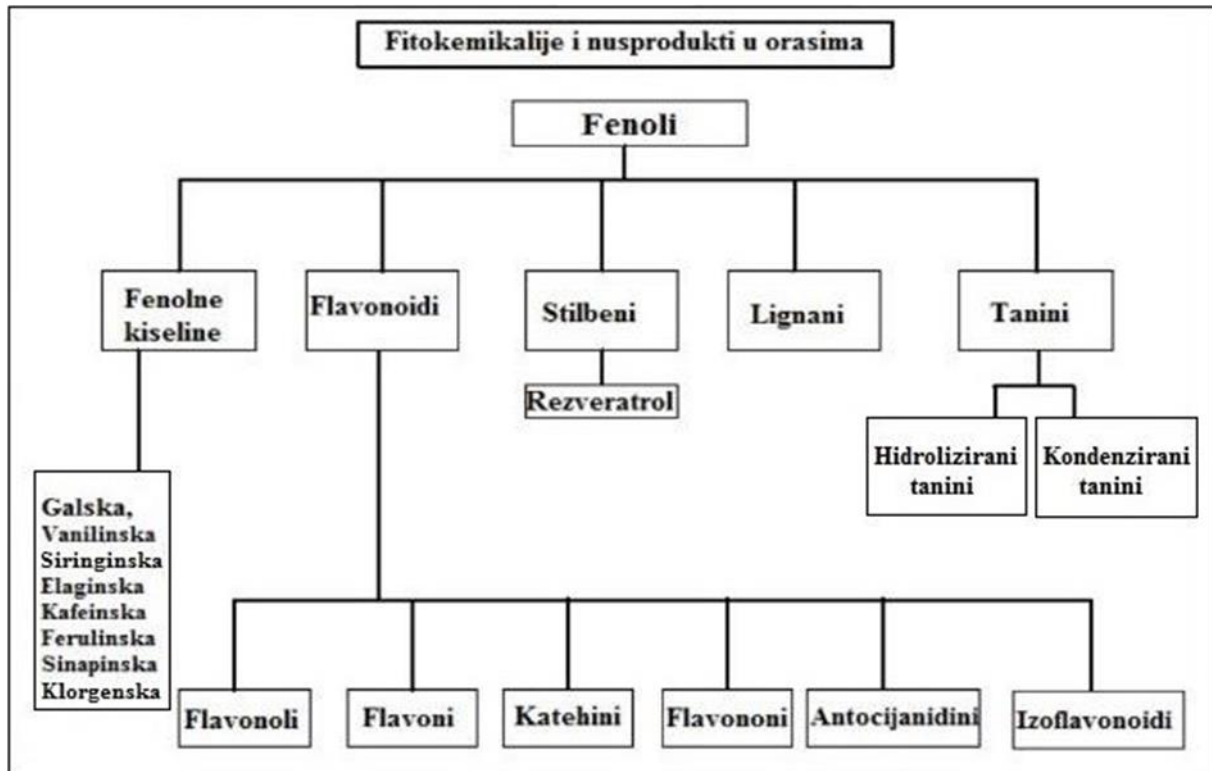 Fitokemikalije i nusprodukti u orasima
Fenoli
Fenolne
kiseline
Flavonoidi
Stilbeni
Lignani
Tanini
Rezveratrol
Hidrolizirani
tanini
Kondenzirani
tanini
Galska,
Vanilinska
Siringinska
Elaginska
Kafeinska
Ferulinska
Sinapinska
Klorgenska
Flavonoli
Flavoni
Katehini
Flavononi
Antocijanidini
Izoflavonoidi